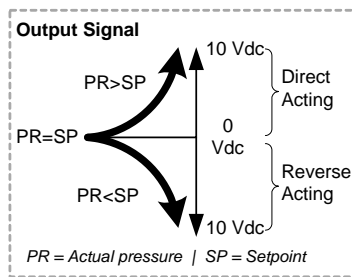 Output Signal
10 Vdc
PR>SP
Direct
Acting
0
Vdc
PR=SP
PR<SP
Reverse
Acting
10 Vdc
PR = Actual pressure | SP = Setpoint